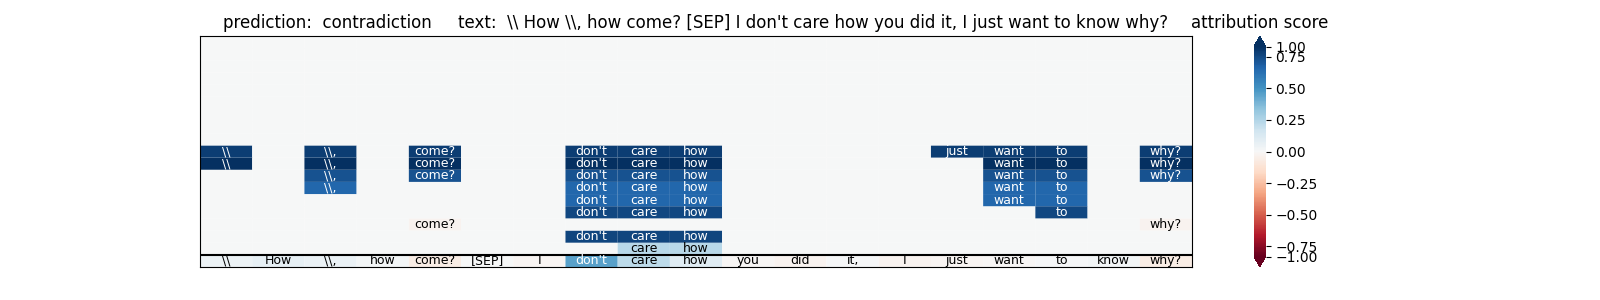 prediction:  contradiction     text:  \\ How \\, how come? [SEP] I don't care how you did it, I just want to know why?     attribution score
1.00
0.75
\\ \\, come? don't care how just want to why?
\\ \\, come? don't care how want to why?
\\, come? don't care how want to why?
\\, don't care how want to
don't care how want to
don't care how to
come? why?
don't care how
care how
\\ How \\, how come? [SEP] I don't care how you did it, I just want to know why?
0.50
0.25
0.00
−0.25
−0.50
−0.75
−1.00